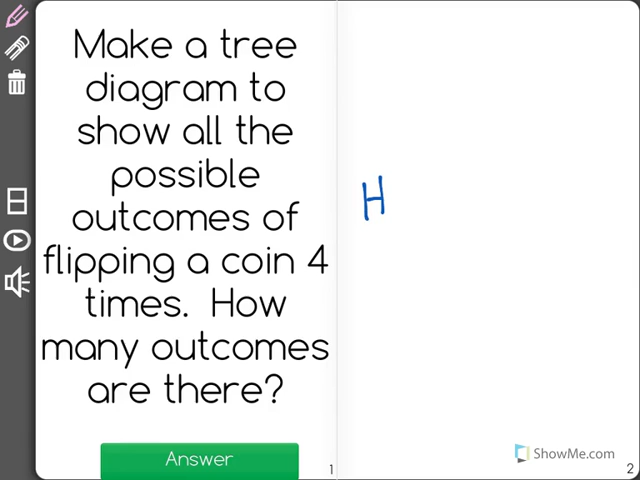 Make a tree
diagram to
show all the
possible
outcomes of
flipping a coin 4
times. How
many outcomes
are there?
Answer
1
H
ShowMe.com
2